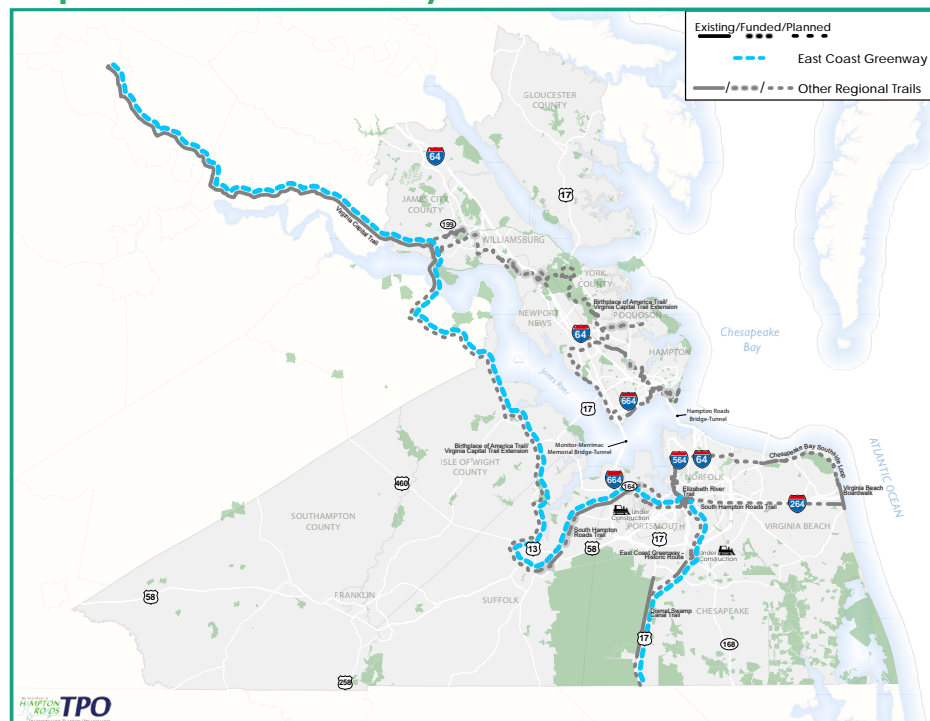 Existing/Funded/Planned
East Coast Greenway
Other Regional Trails
GLOUCESTER
COUNTY
64
17
JAMES CITY
COUNTY
199
WILLIAMSBURG
Virginia Capital Trail
YORK
COUNTY
Birthplace of America Trail/
Virginia Capital Trail Extension
POQUOSON
NEWPORT
NEWS
64
Chesapeake
Bay
HAMPTON
James River
664
17
Hampton Roads
Bridge-Tunnel
Monitor-Merrimac
Memorial Bridge-Tunnel
Birthplace of America Trail/
Virginia Capital Trail Extension
ISLE OF WIGHT
COUNTY
460
564
64
Chesapeake Bay Southside Loop
ATLANTIC OCEAN
664
164
NORFOLK
Elizabeth River
Trail
Virginia Beach
Boardwalk
South Hampton Roads Trail
264
SOUTHAMPTON
COUNTY
Under
Construction
PORTSMOUTH
VIRGINIA BEACH
South Hampton
Roads Trail
13
58
17
East Coast Greenway -
Historic Route
Under
Construction
58
FRANKLIN
SUFFOLK
CHESAPEAKE
Dismal Swamp
Canal Trail
17
168
258
HAMPTON
ROADS
TPO